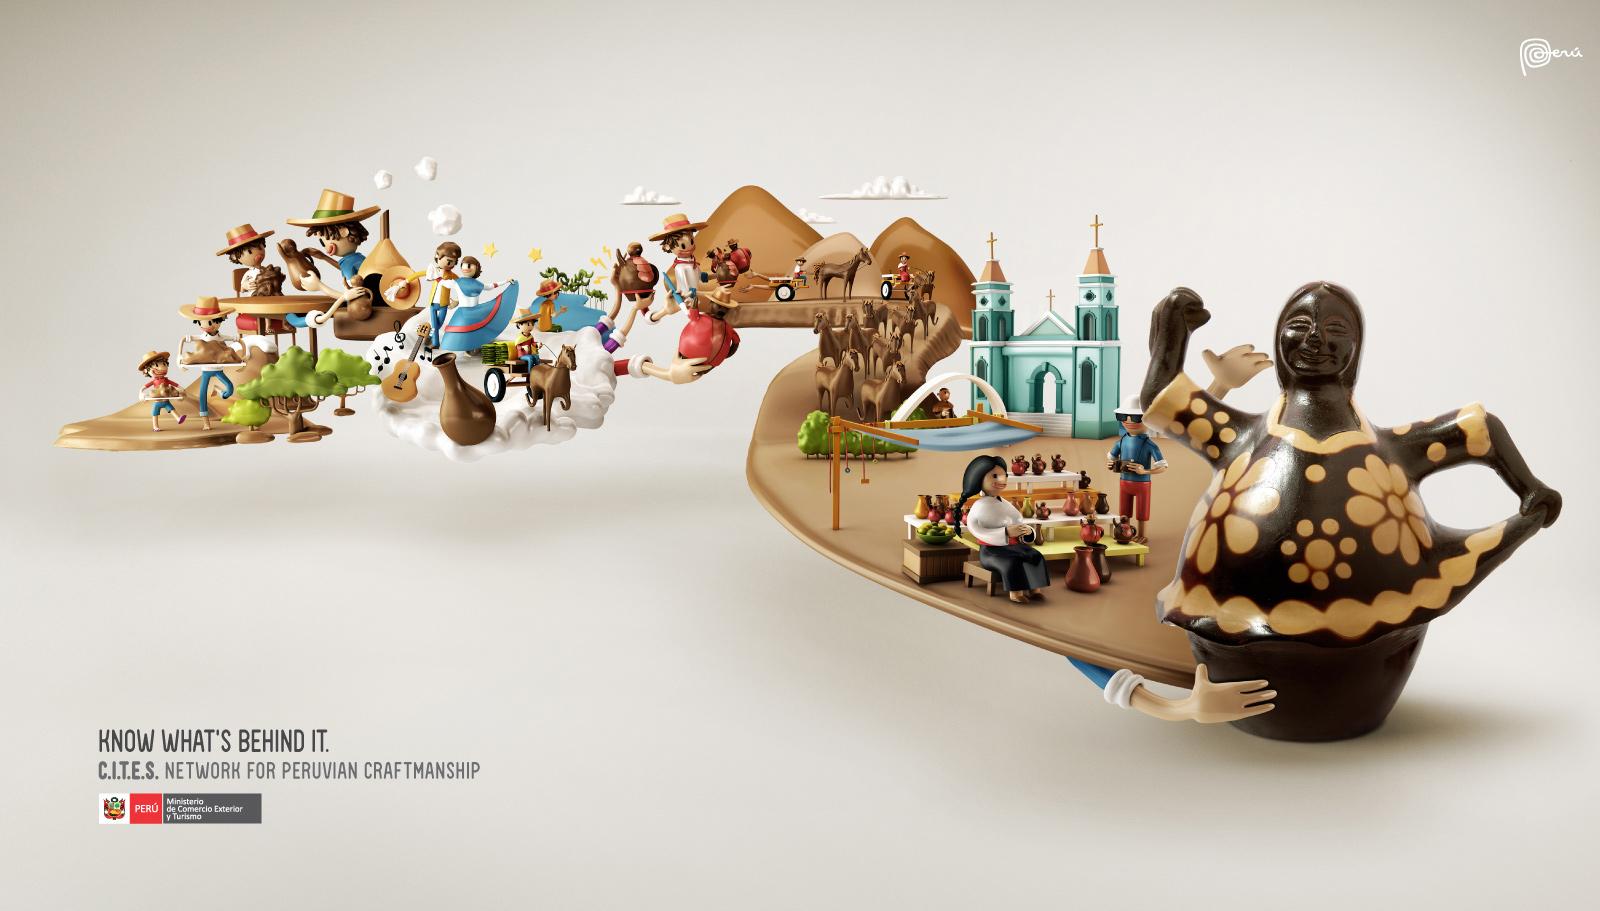 Perú
KNOW WHAT'S BEHIND IT.
C.I.T.E.S. NETWORK FOR PERUVIAN CRAFTMANSHIP
PERÚ
Ministerio
de Comercio Exterior
y Turismo